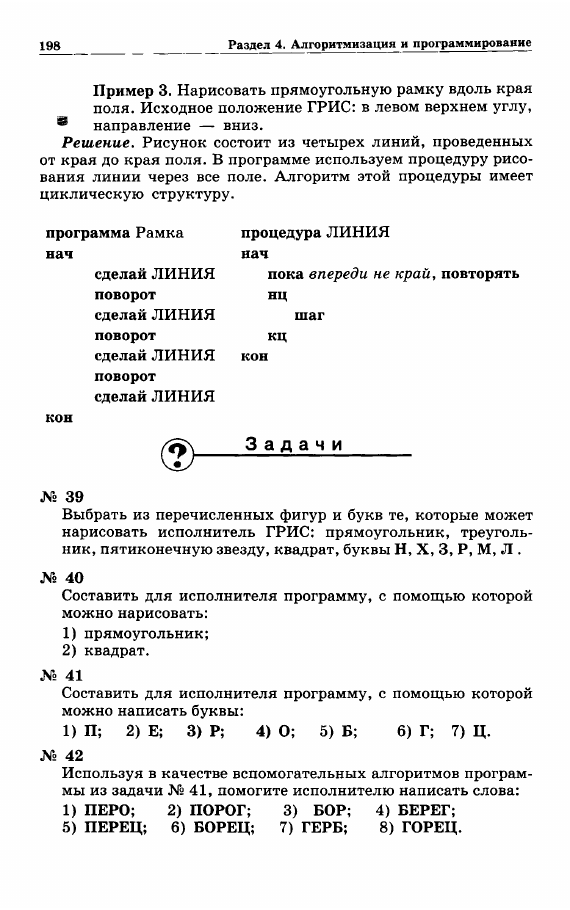 198 Раздел 4. Алгоритмизация и программирование
Пример 3. Нарисовать прямоугольную рамку вдоль края
поля. Исходное положение ГРИС: в левом верхнем углу,
направление — вниз.
Решение. Рисунок состоит из четырех линий, проведенных
от края до края поля. В программе используем процедуру рисо-
вания линии через все поле. Алгоритм этой процедуры имеет
циклическую структуру.
программа Рамка
нач
сделай ЛИНИЯ
поворот
сделай ЛИНИЯ
поворот
сделай ЛИНИЯ
поворот
сделай ЛИНИЯ
кон
процедура ЛИНИЯ
нач
пока впереди не край, повторять
нц
шаг
кц
кон
? Задачи
№ 39
Выбрать из перечисленных фигур и букв те, которые может
нарисовать исполнитель ГРИС: прямоугольник, треуголь-
ник, пятиконечную звезду, квадрат, буквы Н, Х, З, Р, М, Л .
№ 40
Составить для исполнителя программу, с помощью которой
можно нарисовать:
1) прямоугольник;
2) квадрат.
№ 41
Составить для исполнителя программу, с помощью которой
можно написать буквы:
1) П; 2) Е; 3) Р; 4) О; 5) Б; 6) Г; 7) Ц.
№ 42
Используя в качестве вспомогательных алгоритмов програм-
мы из задачи № 41, помогите исполнителю написать слова:
1) ПЕРО; 2) ПОРОГ; 3) БОР; 4) БЕРЕГ;
5) ПЕРЕЦ; 6) БОРЕЦ; 7) ГЕРБ; 8) ГОРЕЦ.